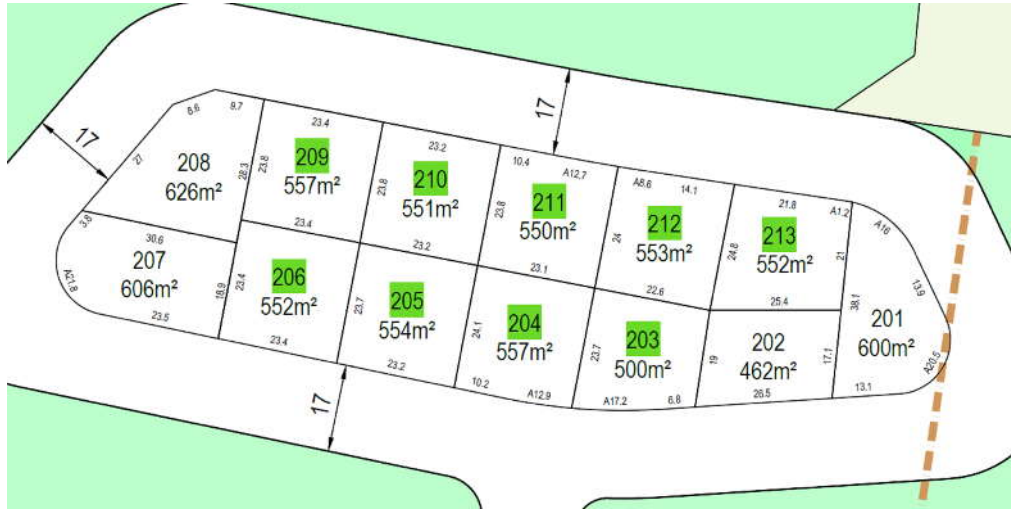 17
17
17
8.6
9.7
27
208
626m²
28.3
23.4
23.8
209
557m²
23.4
23.2
23.8
210
551m²
23.2
10.4
A12.7
23.8
211
550m²
23.1
A8.6
14.1
24
212
553m²
22.6
21.8
A1.2
24.8
213
552m²
25.4
21
A16
13.9
38.1
201
600m²
A20.5
13.1
3.8
30.6
207
606m²
A21.8
23.5
18.9
23.4
206
552m²
23.4
23.7
205
554m²
23.2
24.1
204
557m²
10.2
A12.9
23.7
203
500m²
A17.2
6.8
19
202
462m²
17.1
26.5